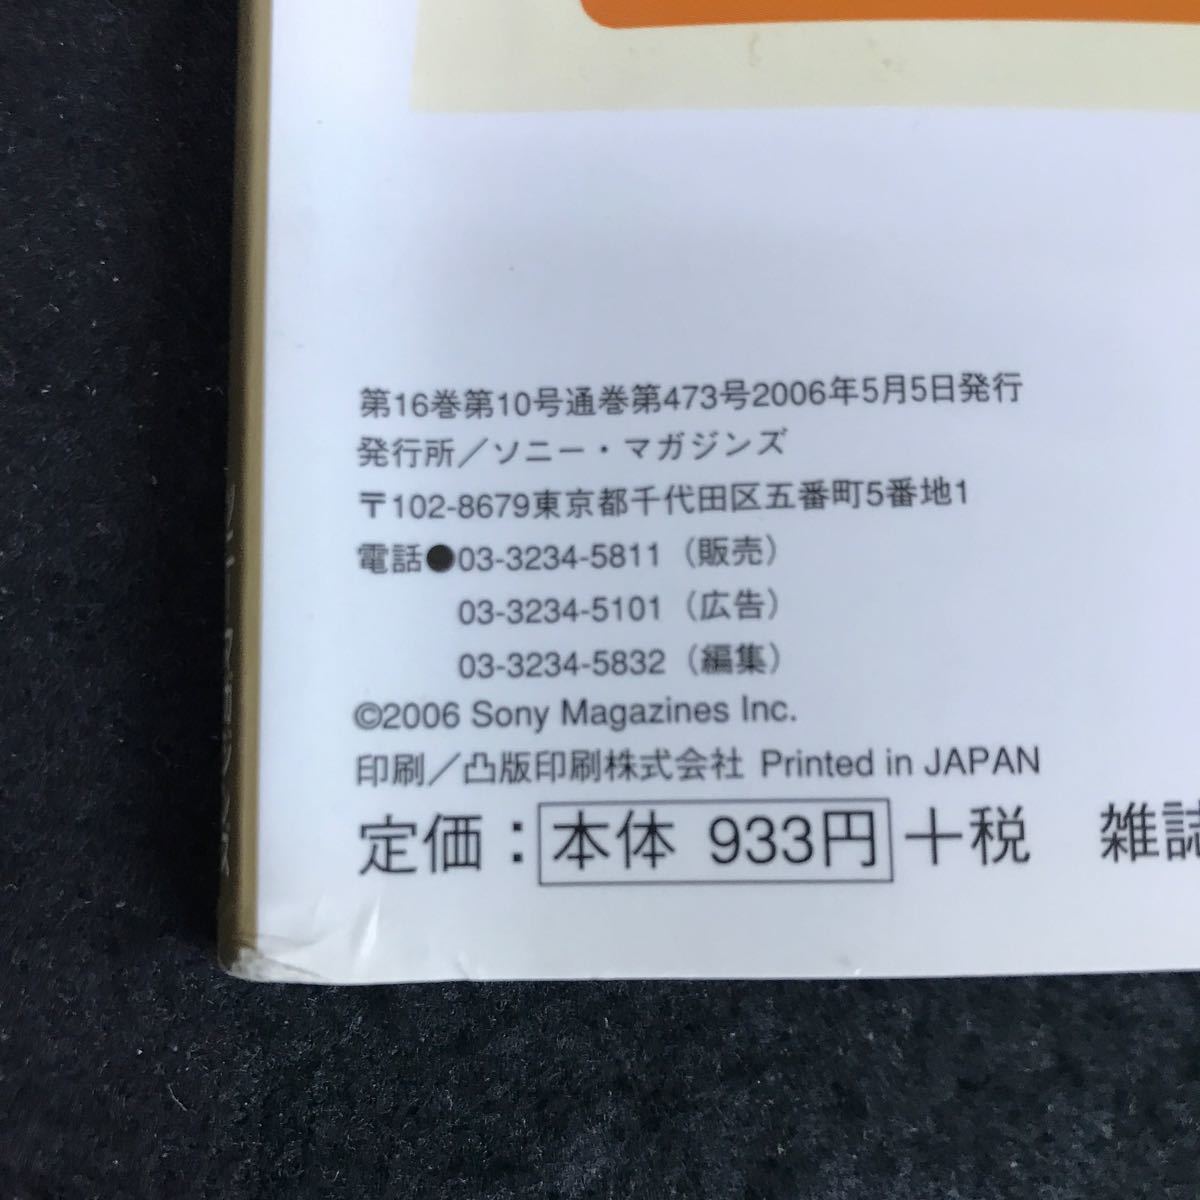 第16巻第10号通巻第473号2006年5月5日発行
発行所／ソニー・マガジンズ
〒102-8679東京都千代田区五番町5番地1
電話●03-3234-5811（販売）
03-3234-5101（広告）
03-3234-5832（編集）
©2006 Sony Magazines Inc.
印刷／凸版印刷株式会社 Printed in JAPAN
定価：本体 933円＋税 雑誌